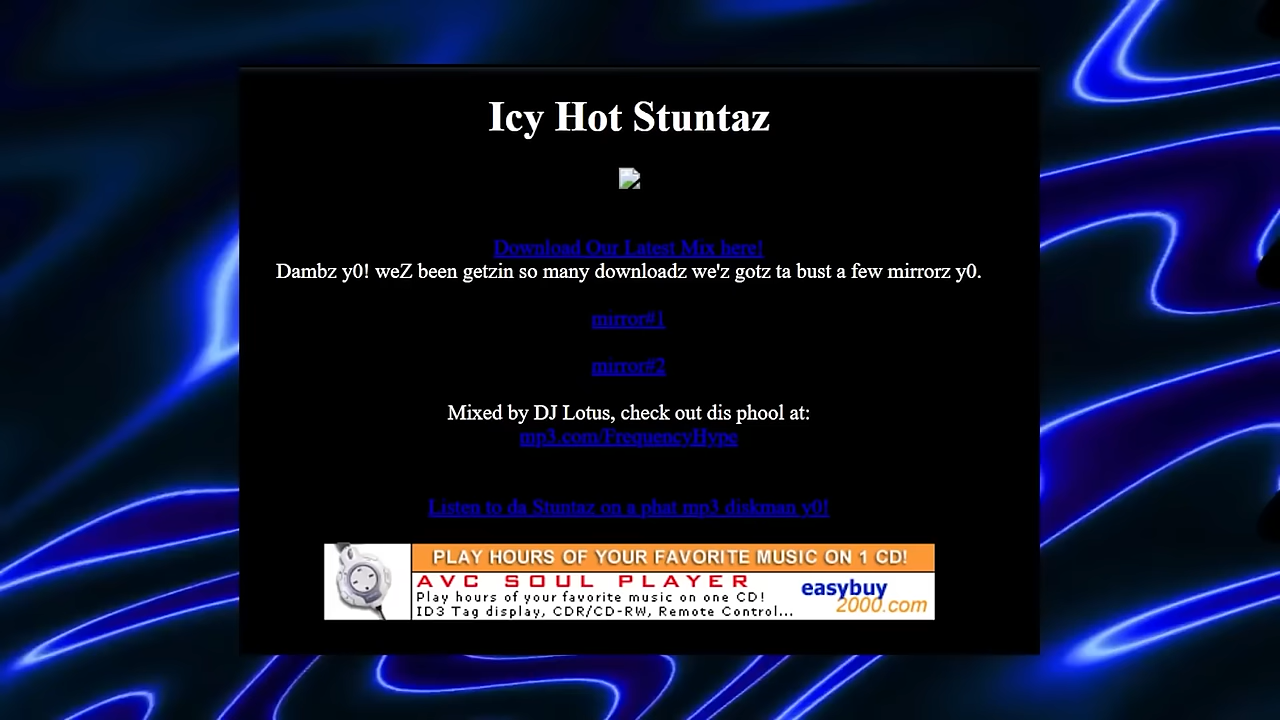 Icy Hot Stuntaz
Download Our Latest Mix here!
Dambz y0! weZ been getzin so many downloadz we'z gotz ta bust a few mirrorz y0.
mirror#1
mirror#2
Mixed by DJ Lotus, check out dis phool at:
mp3.com/FrequencyHype
Listen to da Stuntaz on a phat mp3 diskman y0!
PLAY HOURS OF YOUR FAVORITE MUSIC ON 1 CD!
AVC SOUL PLAYER
Play hours of your favorite music on one CD!
ID3 Tag display, CDR/CD-RW, Remote Control...
easybuy
2000.com